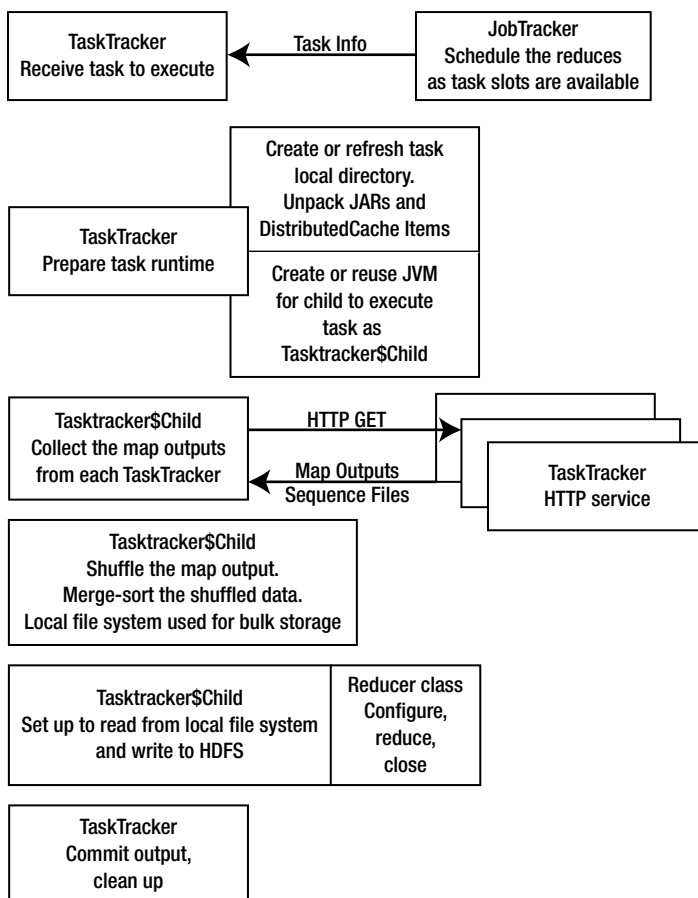 TaskTracker
Receive task to execute
Task Info
JobTracker
Schedule the reduces
as task slots are available
Create or refresh task
local directory.
Unpack JARs and
DistributedCache Items
TaskTracker
Prepare task runtime
Create or reuse JVM
for child to execute
task as
Tasktracker$Child
Tasktracker$Child
Collect the map outputs
from each TaskTracker
HTTP GET
Map Outputs
Sequence Files
TaskTracker
HTTP service
Tasktracker$Child
Shuffle the map output.
Merge-sort the shuffled data.
Local file system used for bulk storage
Tasktracker$Child
Set up to read from local file system
and write to HDFS
Reducer class
Configure,
reduce,
close
TaskTracker
Commit output,
clean up